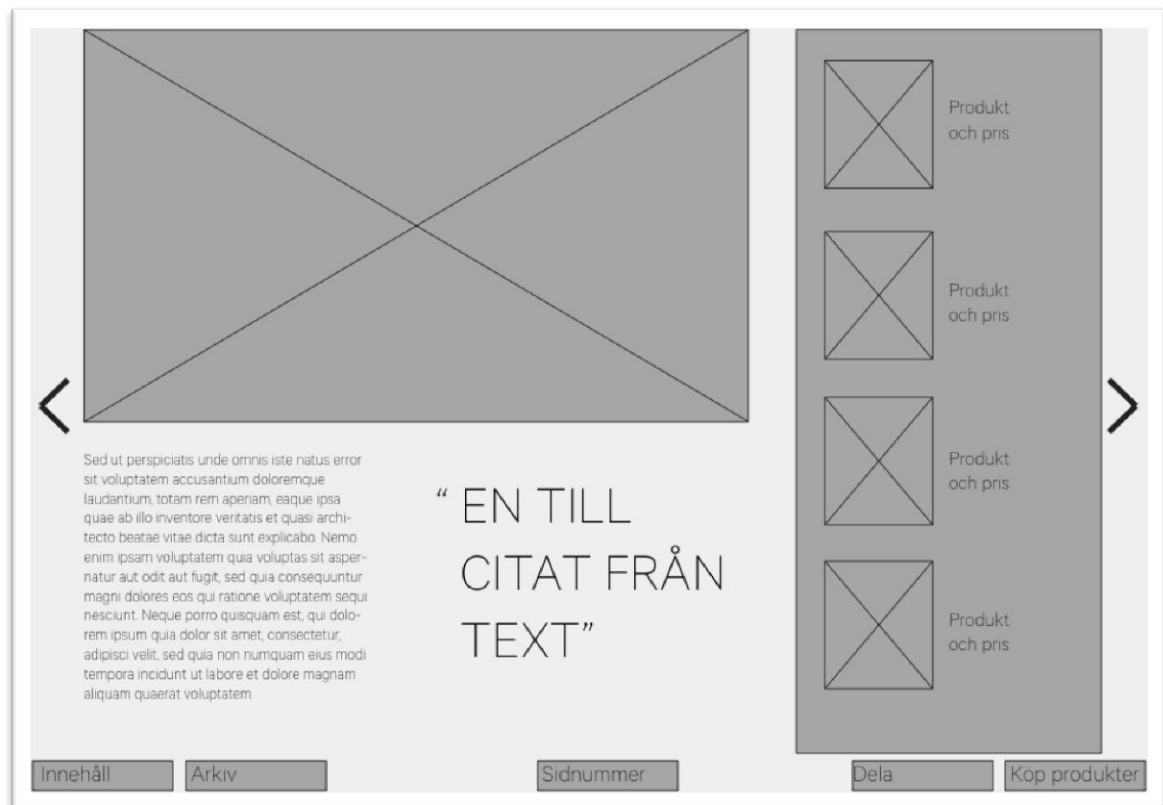 Sed ut perspiciatis unde omnis iste natus error
sit voluptatem accusantium doloremque
laudantium, totam rem aperiam, eaque ipsa
quae ab illo inventore veritatis et quasi archi-
tecto beatae vitae dicta sunt explicabo. Nemo
enim ipsam voluptatem quia voluptas sit asper-
natur aut odit aut fugit, sed quia consequuntur
magni dolores eos qui ratione voluptatem sequi
nesciunt. Neque porro quisquam est, qui dolo-
rem ipsum quia dolor sit amet, consectetur,
adipisci velit, sed quia non numquam eius modi
tempora incidunt ut labore et dolore magnam
aliquam quaerat voluptatem.
“ EN TILL
CITAT FRÅN
TEXT”
Produkt
och pris
Produkt
och pris
Produkt
och pris
Produkt
och pris
Innehåll
Arkiv
Sidnummer
Dela
Köp produkter